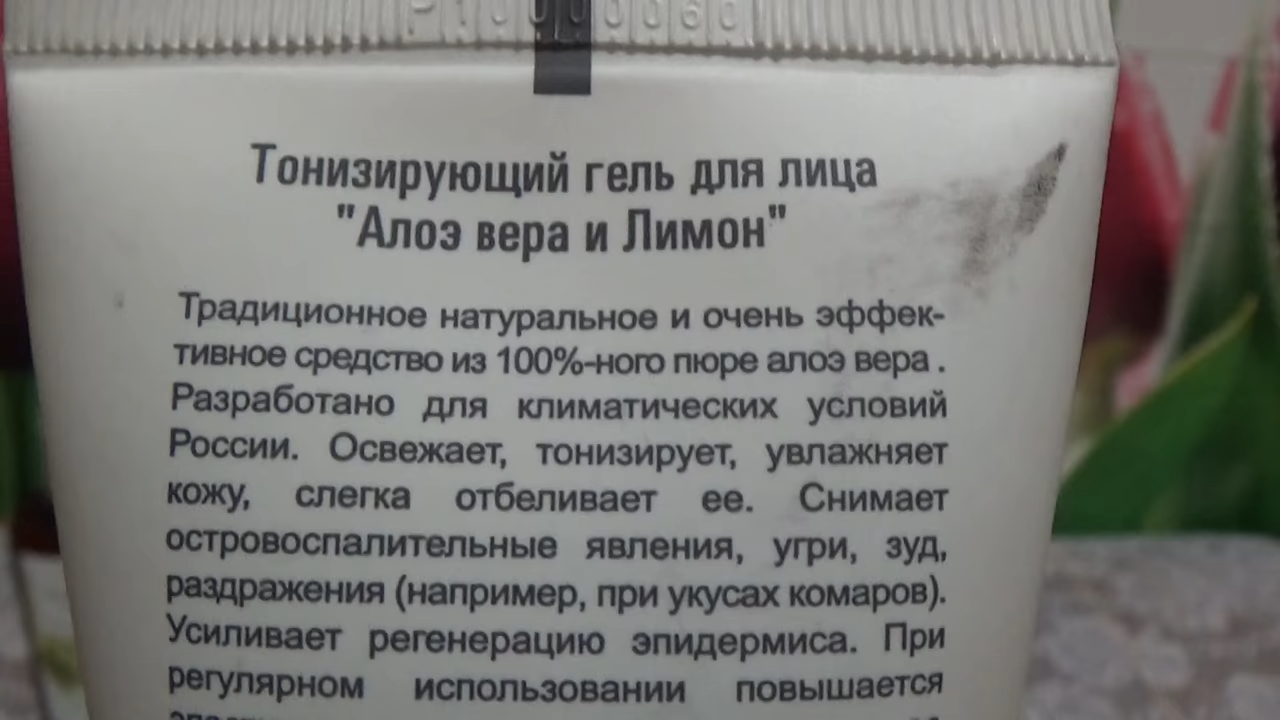 Тонизирующий гель для лица
"Алоэ вера и Лимон"
Традиционное натуральное и очень эффек-
тивное средство из 100%-ного пюре алоэ вера .
Разработано для климатических условий
России. Освежает, тонизирует, увлажняет
кожу, слегка отбеливает ее. Снимает
островоспалительные явления, угри, зуд,
раздражения (например, при укусах комаров).
Усиливает регенерацию эпидермиса. При
регулярном использовании повышается